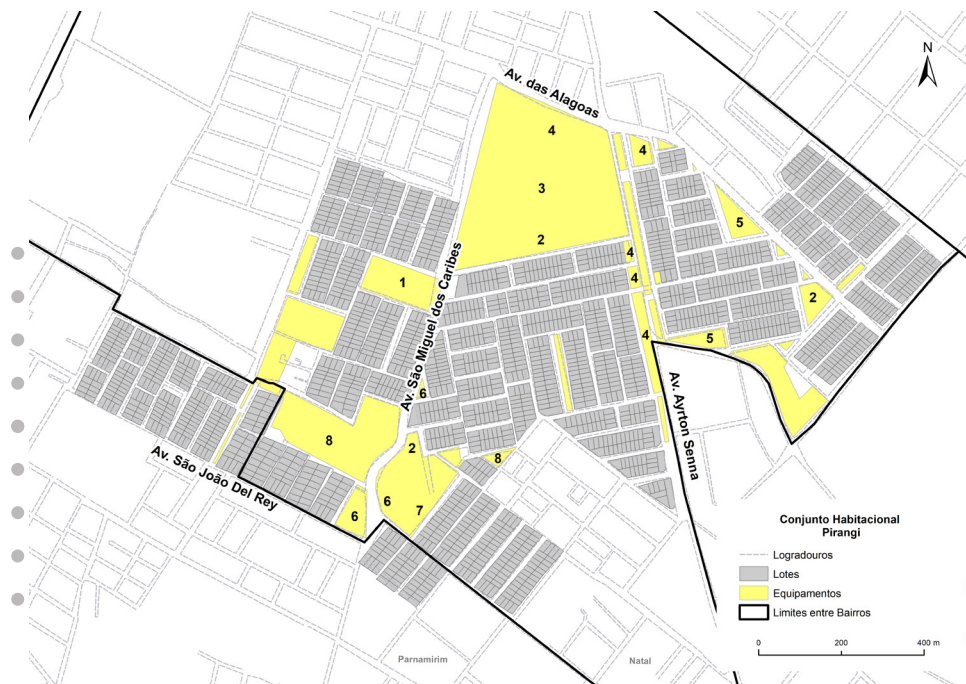 N
Av. das Alagoas
4
4
3
5
2
4
4
1
2
4
5
Av. São Miguel dos Caribes
6
8
2
8
Av. Ayrton Senna
Av. São João Del Rey
6
6
7
Conjunto Habitacional
Pirangi
Logradouros
Lotes
Equipamentos
Limites entre Bairros
0 200 400 m
Parnamirim
Natal